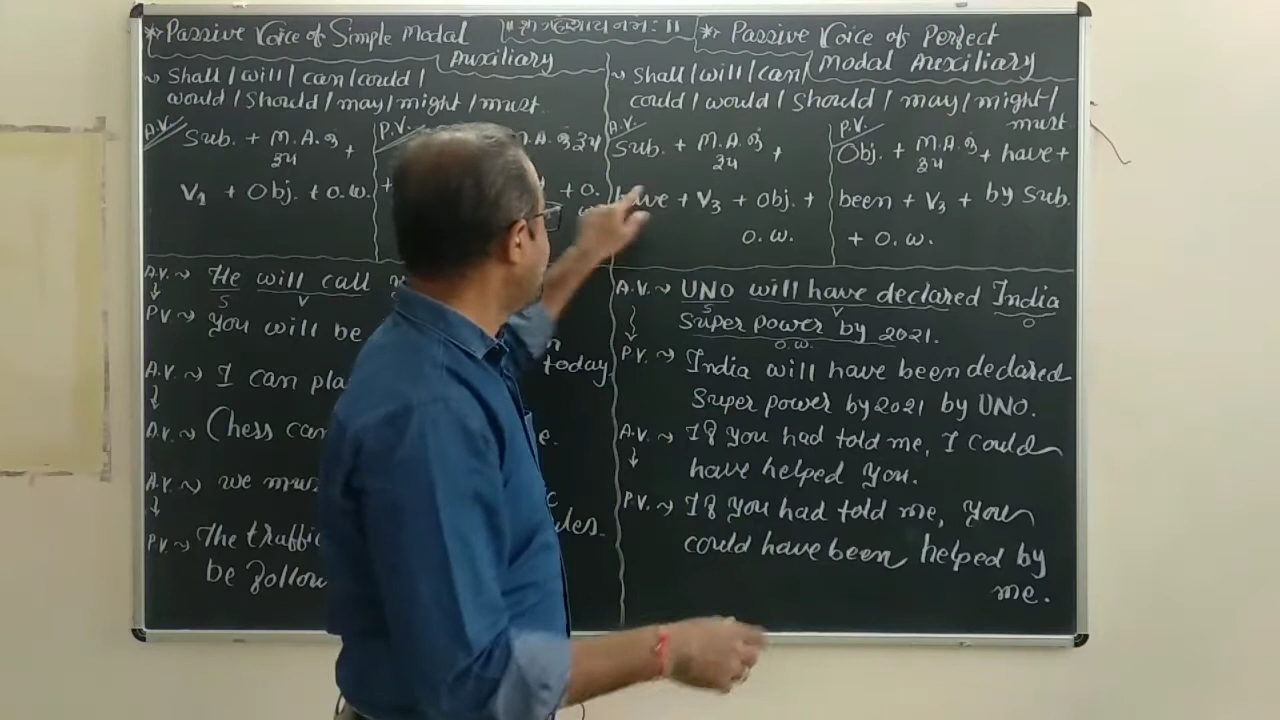 * Passive Voice of Simple Modal
Auxiliary
~ Shall / will / can / could /
would / Should / may / might / must
A.V. Sub. + M.A. के +
रूप
V1 + Obj. + O.W.
P.V.
M.A. के रूप
+ O.
A.V. ~ He will call
S V
P.V. ~ You will be
A.V. ~ I can pla
today
A.V. ~ Chess can
e.
A.V. ~ we mus
P.V. ~ The traffic
ules.
be follow
॥ श्री गणेशाय नमः ॥
* Passive Voice of Perfect
Modal Auxiliary
~ Shall / will / can /
could / would / Should / may / might /
must
A.V. Sub. + M.A. के +
रूप
have + V3 + Obj. +
O.W.
P.V. Obj. + M.A. के + have +
रूप
been + V3 + by Sub.
+ O.W.
A.V. ~ UNO will have declared India
S V O
Super power by 2021.
O.W.
P.V. ~ India will have been declared
Super power by 2021 by UNO.
A.V. ~ If you had told me, I could
have helped you.
P.V. ~ If you had told me, you
could have been helped by
me.